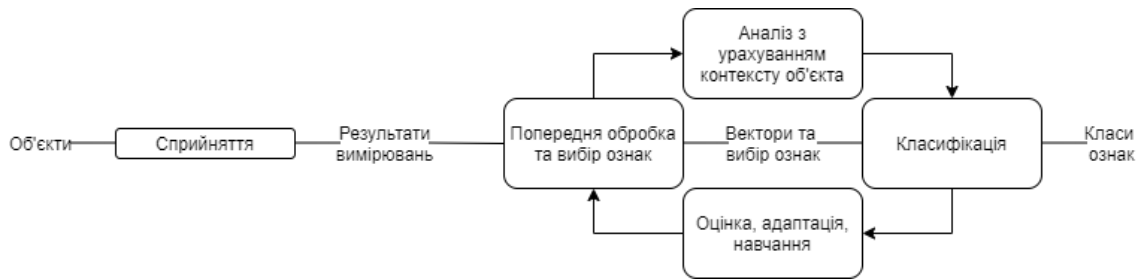 Аналіз з
урахуванням
контексту об'єкта
Об'єкти
Сприйняття
Результати
вимірювань
Попередня обробка
та вибір ознак
Вектори та
вибір ознак
Класифікація
Класи
ознак
Оцінка, адаптація,
навчання